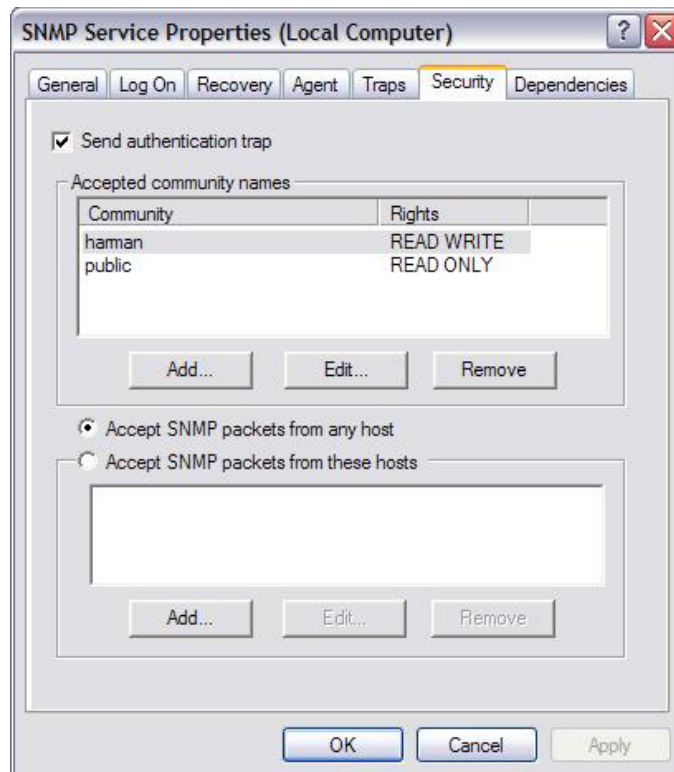 SNMP Service Properties (Local Computer)
General Log On Recovery Agent Traps Security Dependencies
Send authentication trap
Accepted community names
Community Rights
harman READ WRITE
public READ ONLY
Add... Edit... Remove
Accept SNMP packets from any host
Accept SNMP packets from these hosts
Add... Edit... Remove
OK Cancel Apply